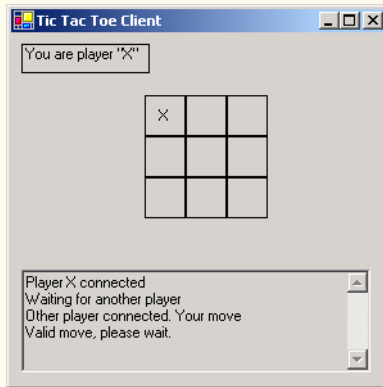 Tic Tac Toe Client
You are player "X"
X
Player X connected
Waiting for another player
Other player connected. Your move
Valid move, please wait.